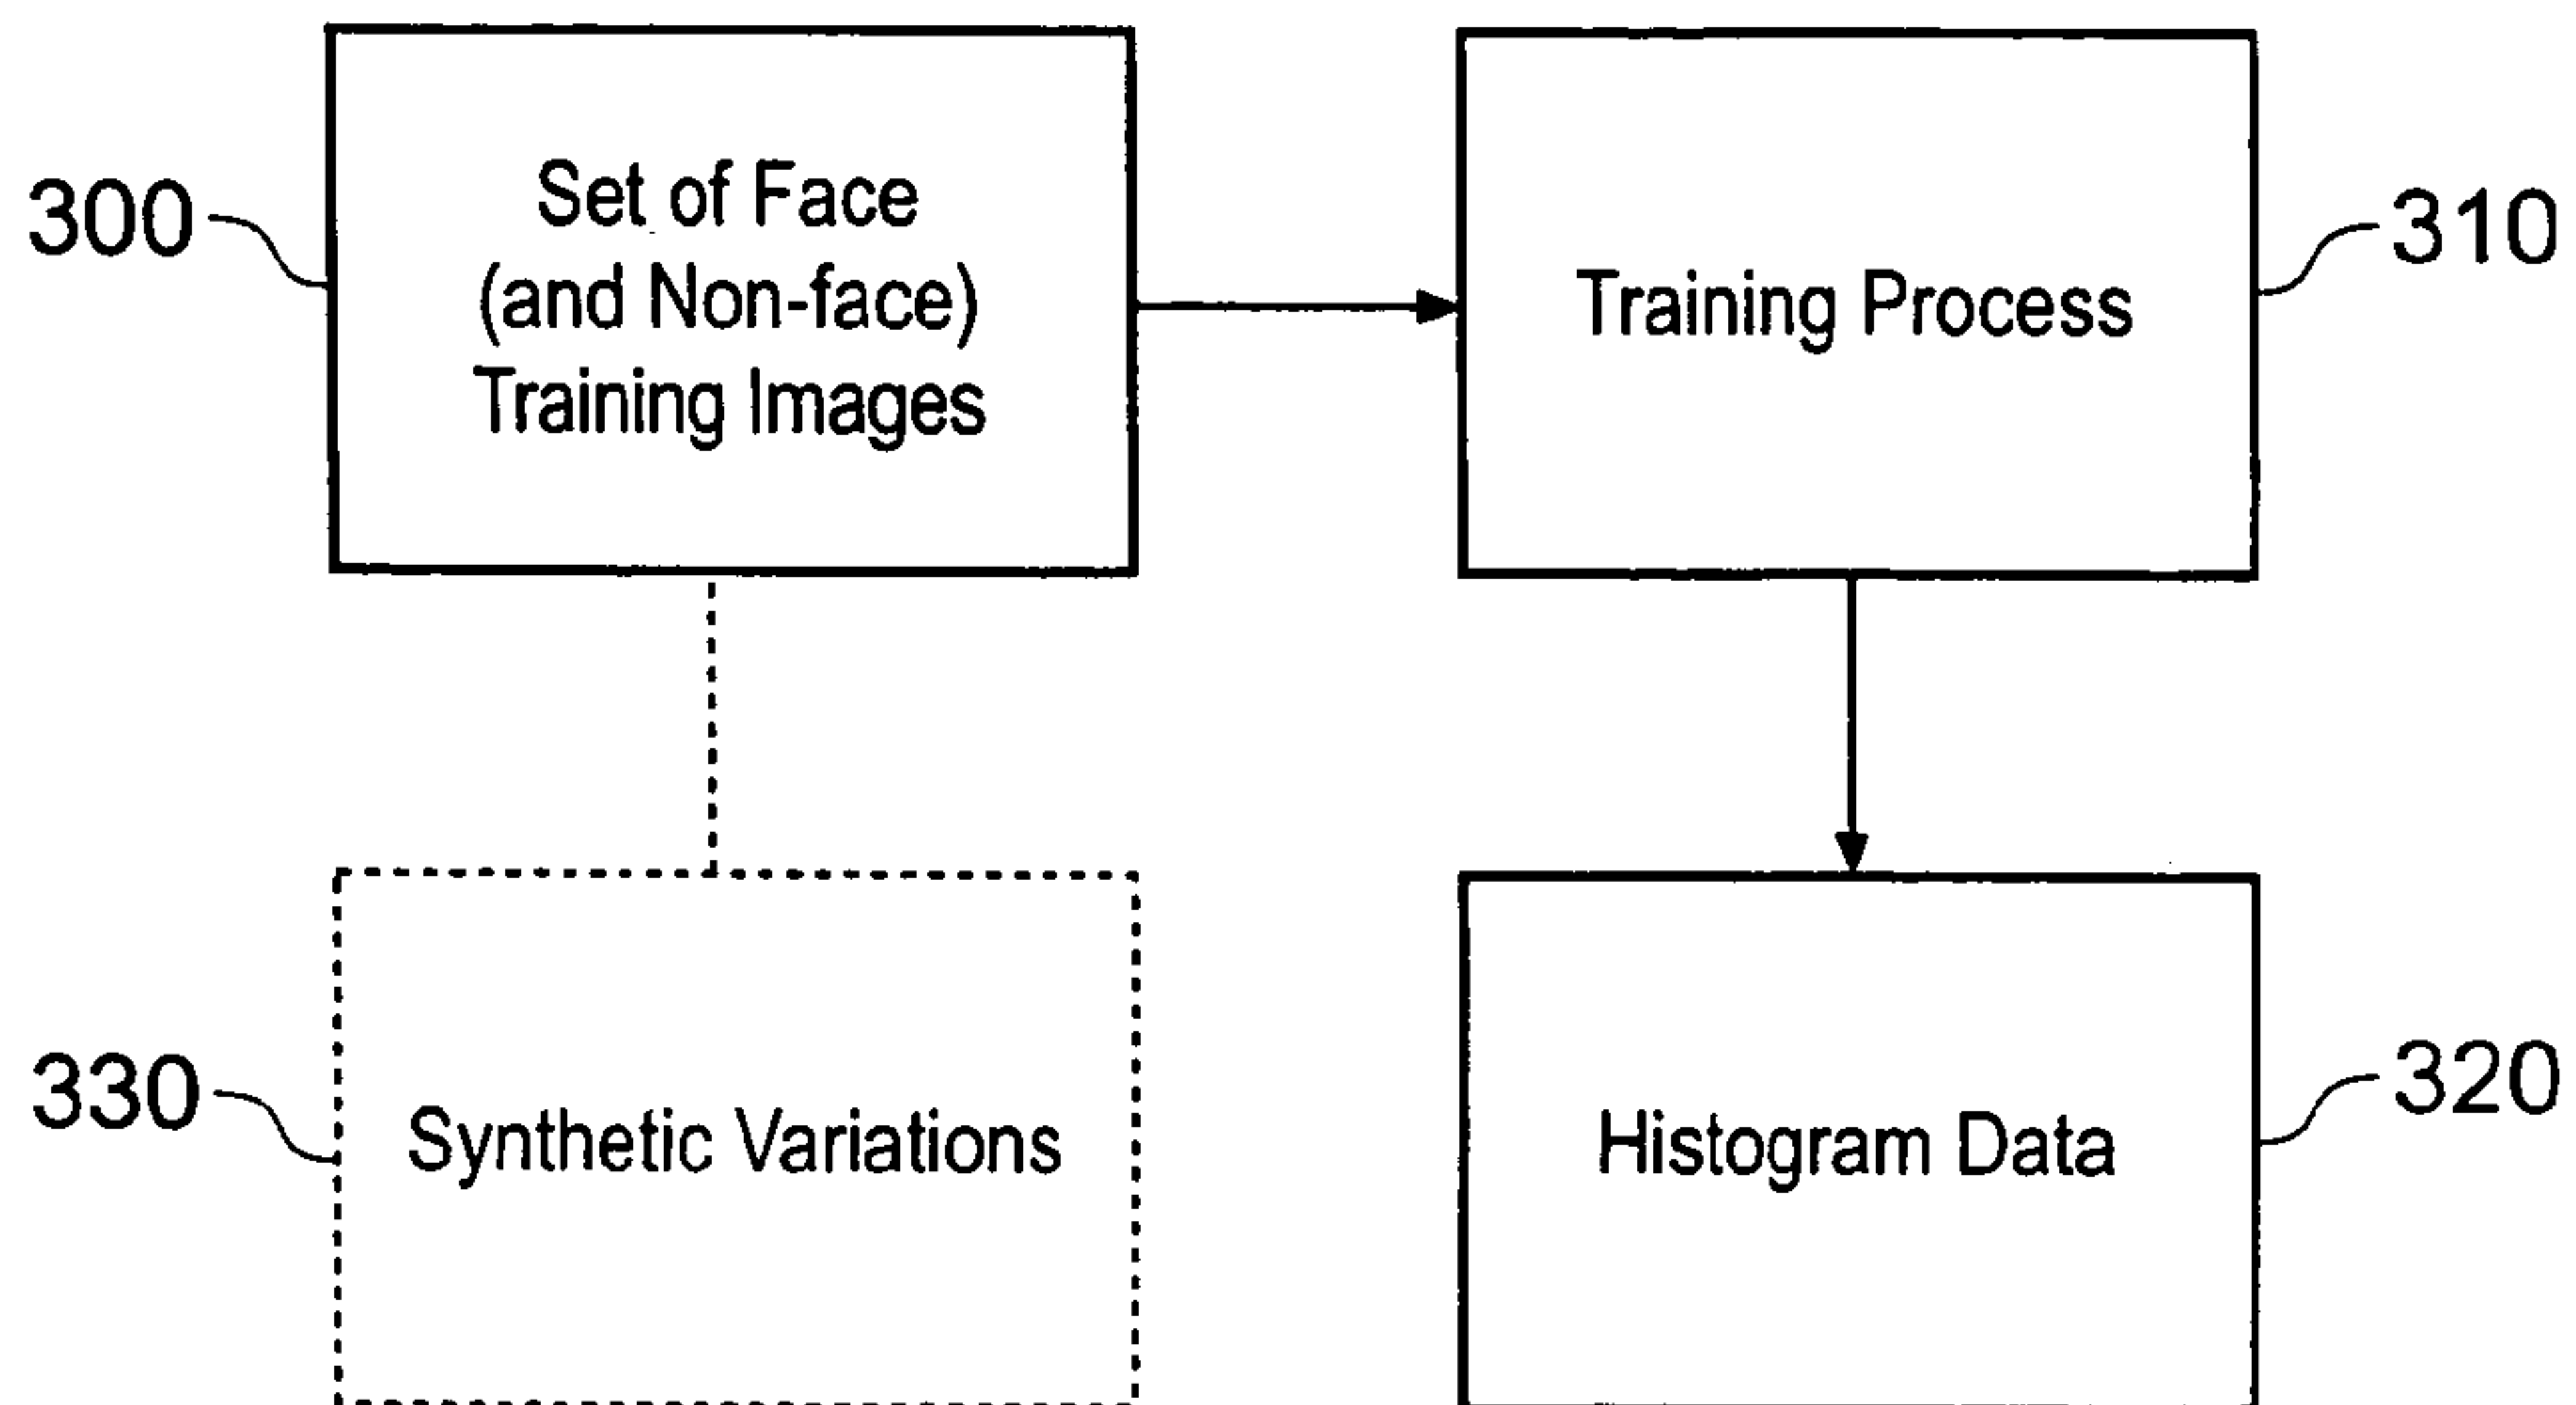 300
Set of Face
(and Non-face)
Training Images
Training Process
310
330
Synthetic Variations
Histogram Data
320